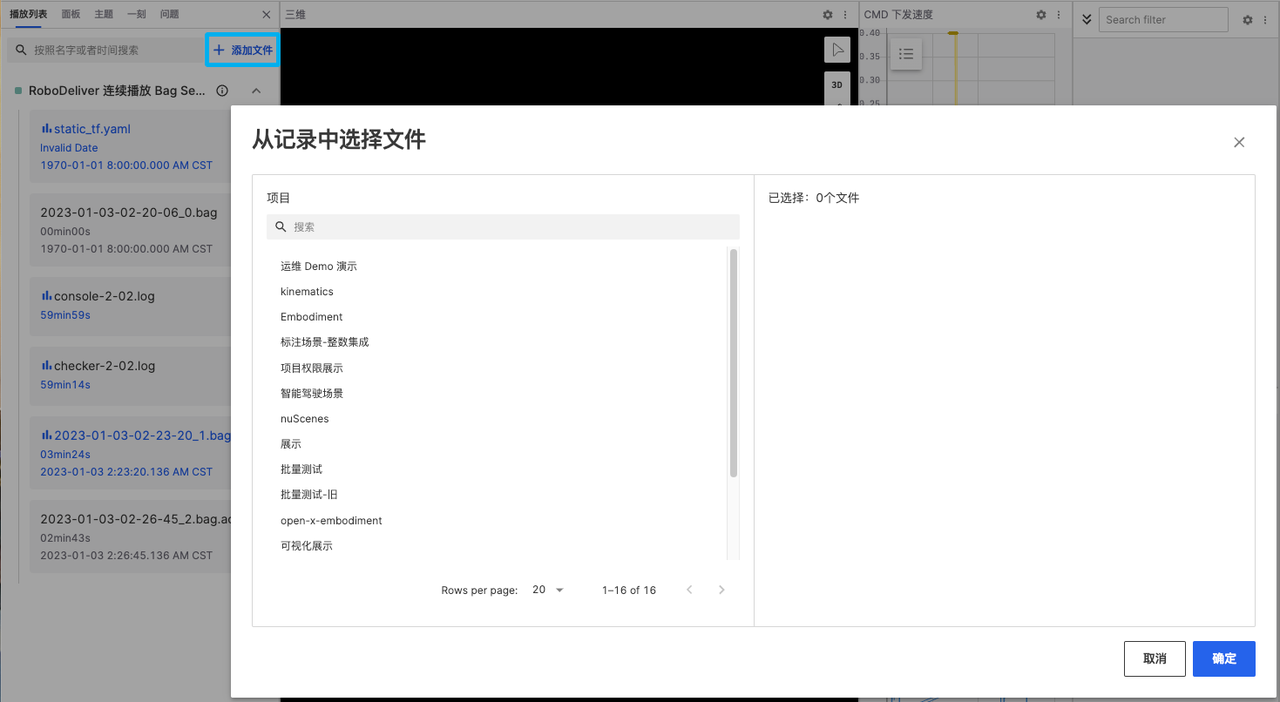 播放列表 面板 主题 一刻 问题
三维
CMD 下发速度
Search filter
按照名字或者时间搜索
添加文件
3D
0.40
0.35
0.30
0.25
RoboDeliver 连续播放 Bag Se...
static_tf.yaml
Invalid Date
1970-01-01 8:00:00.000 AM CST
2023-01-03-02-20-06_0.bag
00min00s
1970-01-01 8:00:00.000 AM CST
console-2-02.log
59min59s
checker-2-02.log
59min14s
2023-01-03-02-23-20_1.bag
03min24s
2023-01-03 2:23:20.136 AM CST
2023-01-03-02-26-45_2.bag.ac
02min43s
2023-01-03 2:26:45.136 AM CST
从记录中选择文件
项目
搜索
运维 Demo 演示
kinematics
Embodiment
标注场景-整数集成
项目权限展示
智能驾驶场景
nuScenes
展示
批量测试
批量测试-旧
open-x-embodiment
可视化展示
Rows per page: 20 1–16 of 16
已选择：0个文件
取消
确定